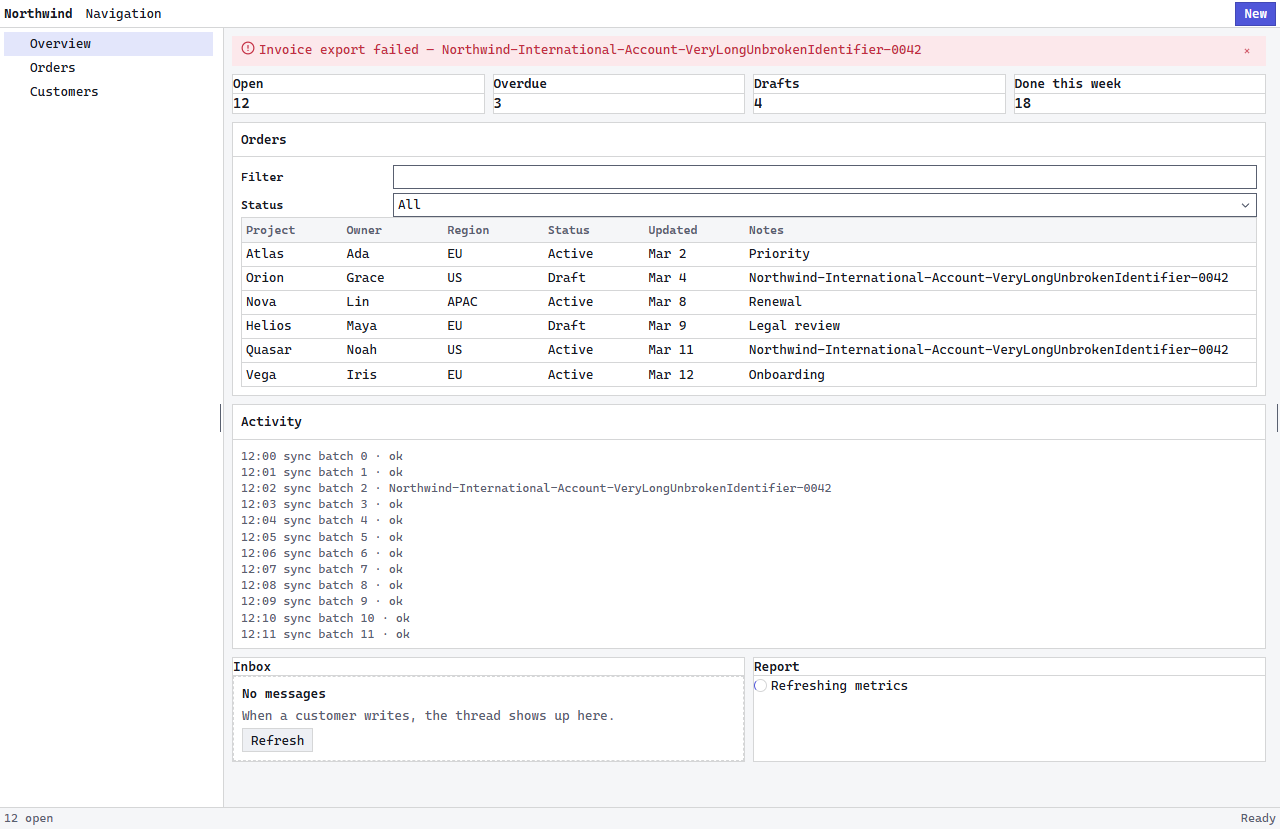 Northwind Navigation New
Overview
Orders
Customers
Invoice export failed — Northwind-International-Account-VeryLongUnbrokenIdentifier-0042 ×
Open Overdue Drafts Done this week
12 3 4 18
Orders
Filter
Status All
Project Owner Region Status Updated Notes
Atlas Ada EU Active Mar 2 Priority
Orion Grace US Draft Mar 4 Northwind-International-Account-VeryLongUnbrokenIdentifier-0042
Nova Lin APAC Active Mar 8 Renewal
Helios Maya EU Draft Mar 9 Legal review
Quasar Noah US Active Mar 11 Northwind-International-Account-VeryLongUnbrokenIdentifier-0042
Vega Iris EU Active Mar 12 Onboarding
Activity
12:00 sync batch 0 · ok
12:01 sync batch 1 · ok
12:02 sync batch 2 · Northwind-International-Account-VeryLongUnbrokenIdentifier-0042
12:03 sync batch 3 · ok
12:04 sync batch 4 · ok
12:05 sync batch 5 · ok
12:06 sync batch 6 · ok
12:07 sync batch 7 · ok
12:08 sync batch 8 · ok
12:09 sync batch 9 · ok
12:10 sync batch 10 · ok
12:11 sync batch 11 · ok
Inbox Report
No messages Refreshing metrics
When a customer writes, the thread shows up here.
Refresh
12 open Ready